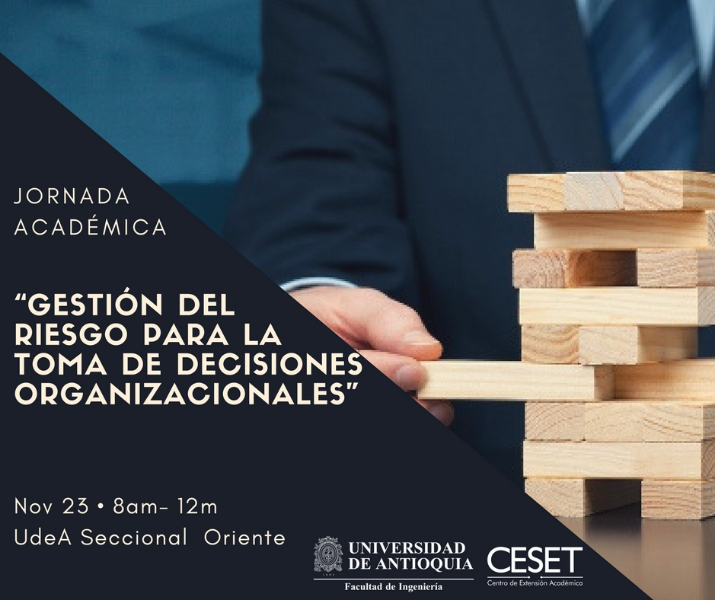 JORNADA
ACADÉMICA
“GESTIÓN DEL
RIESGO PARA LA
TOMA DE DECISIONES
ORGANIZACIONALES”
Nov 23 • 8am- 12m
UdeA Seccional Oriente
UNIVERSIDAD
DE ANTIOQUIA
Facultad de Ingeniería
CESET
Centro de Extensión Académica